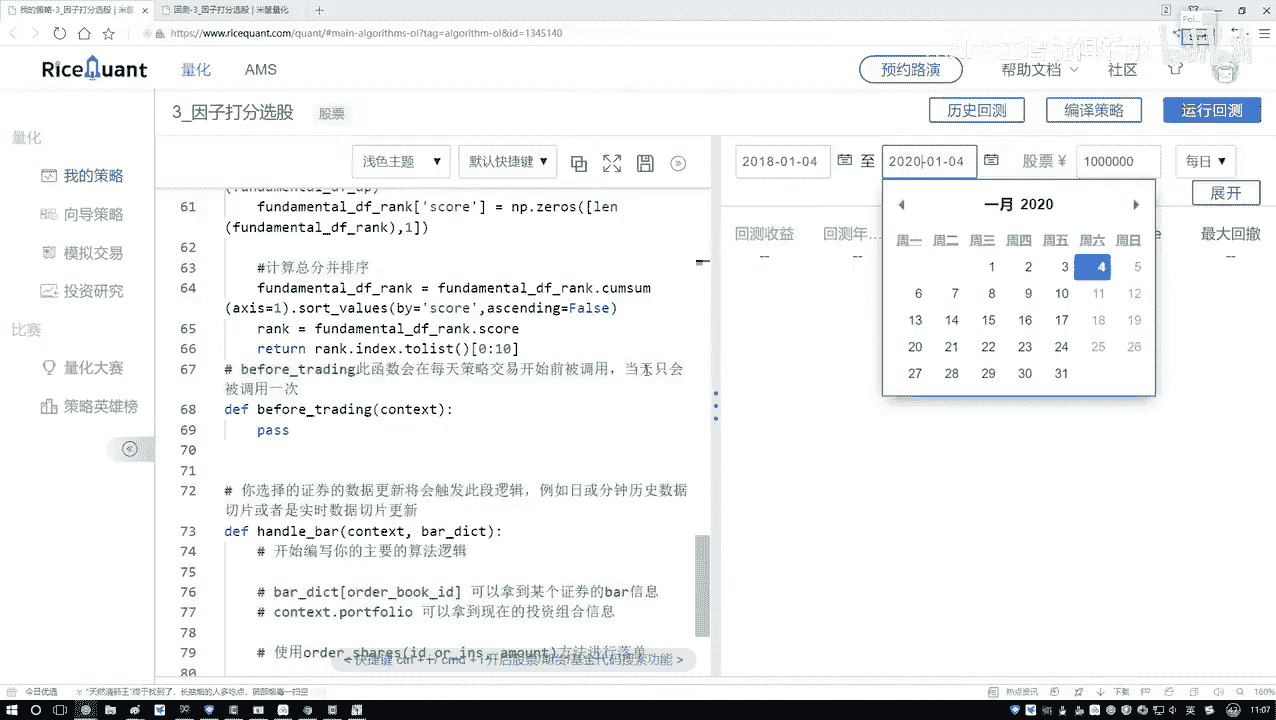 我的策略-3_因子打分选股 | 米筐
回测-3_因子打分选股 | 米筐量化
https://www.ricequant.com/quant/#main-algorithms-ol?tag=algorithm-ol&id=1345140
RiceQuant
量化
AMS
预约路演
帮助文档
社区
量化
我的策略
向导策略
模拟交易
投资研究
比赛
量化大赛
策略英雄榜
3_因子打分选股
股票
历史回测
编译策略
运行回测
浅色主题
默认快捷键
2018-01-04
至
2020-01-04
股票 ¥
1000000
每日
展开
回测收益
回测年...
最大回撤
--
--
--
一月 2020
周一 周二 周三 周四 周五 周六 周日
1 2 3 4 5
6 7 8 9 10 11 12
13 14 15 16 17 18 19
20 21 22 23 24 25 26
27 28 29 30 31
(fundamental_df_ap)
61 fundamental_df_rank['score'] = np.zeros([len
(fundamental_df_rank),1])
62
63 #计算总分并排序
64 fundamental_df_rank = fundamental_df_rank.cumsum
(axis=1).sort_values(by='score',ascending=False)
65 rank = fundamental_df_rank.score
66 return rank.index.tolist()[0:10]
67 # before_trading此函数会在每天策略交易开始前被调用，当天只会
被调用一次
68 def before_trading(context):
69 pass
70
71
72 # 你选择的证券的数据更新将会触发此段逻辑，例如日或分钟历史数据
切片或者是实时数据切片更新
73 def handle_bar(context, bar_dict):
74 # 开始编写你的主要的算法逻辑
75
76 # bar_dict[order_book_id] 可以拿到某个证券的bar信息
77 # context.portfolio 可以拿到现在的投资组合信息
78
79 # 使用order_shares(id_or_ins, amount)方法进行落单
80
今日优选
热点资讯
下载
160%
英
11:07